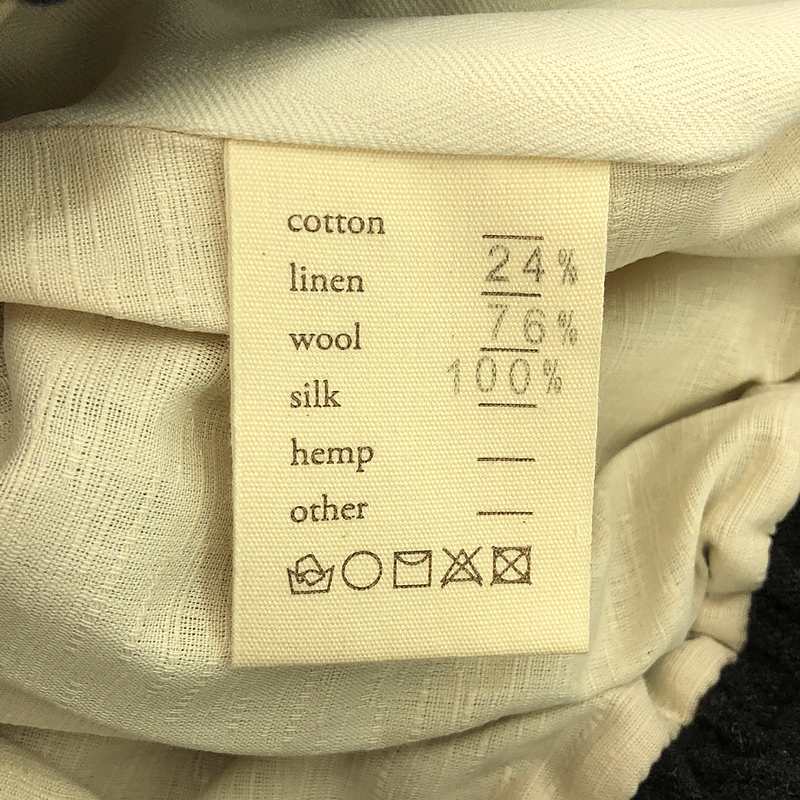 cotton
24%
linen
76%
wool
100%
silk
hemp
other